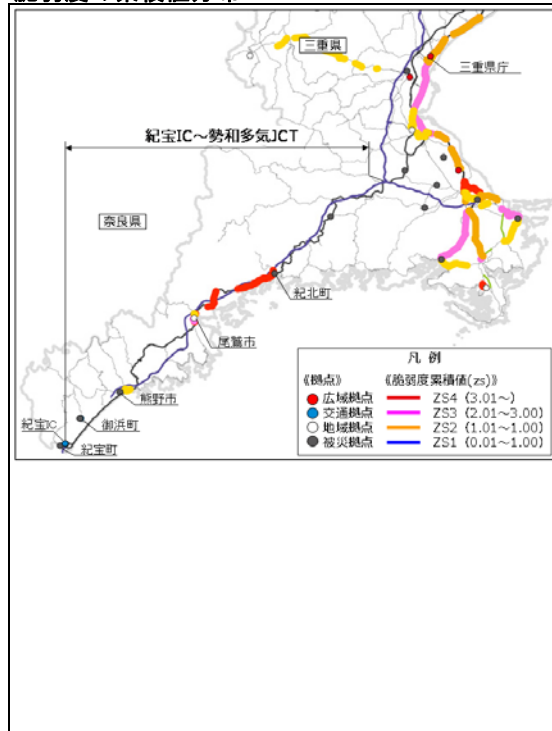 三重県
三重県庁
紀宝IC～勢和多気JCT
奈良県
紀北町
尾鷲市
熊野市
御浜町
紀宝IC
紀宝町
凡 例
《拠点》
《脆弱度累積値(zs)》
広域拠点
ZS4 (3.01～)
交通拠点
ZS3 (2.01～3.00)
地域拠点
ZS2 (1.01～1.00)
被災拠点
ZS1 (0.01～1.00)